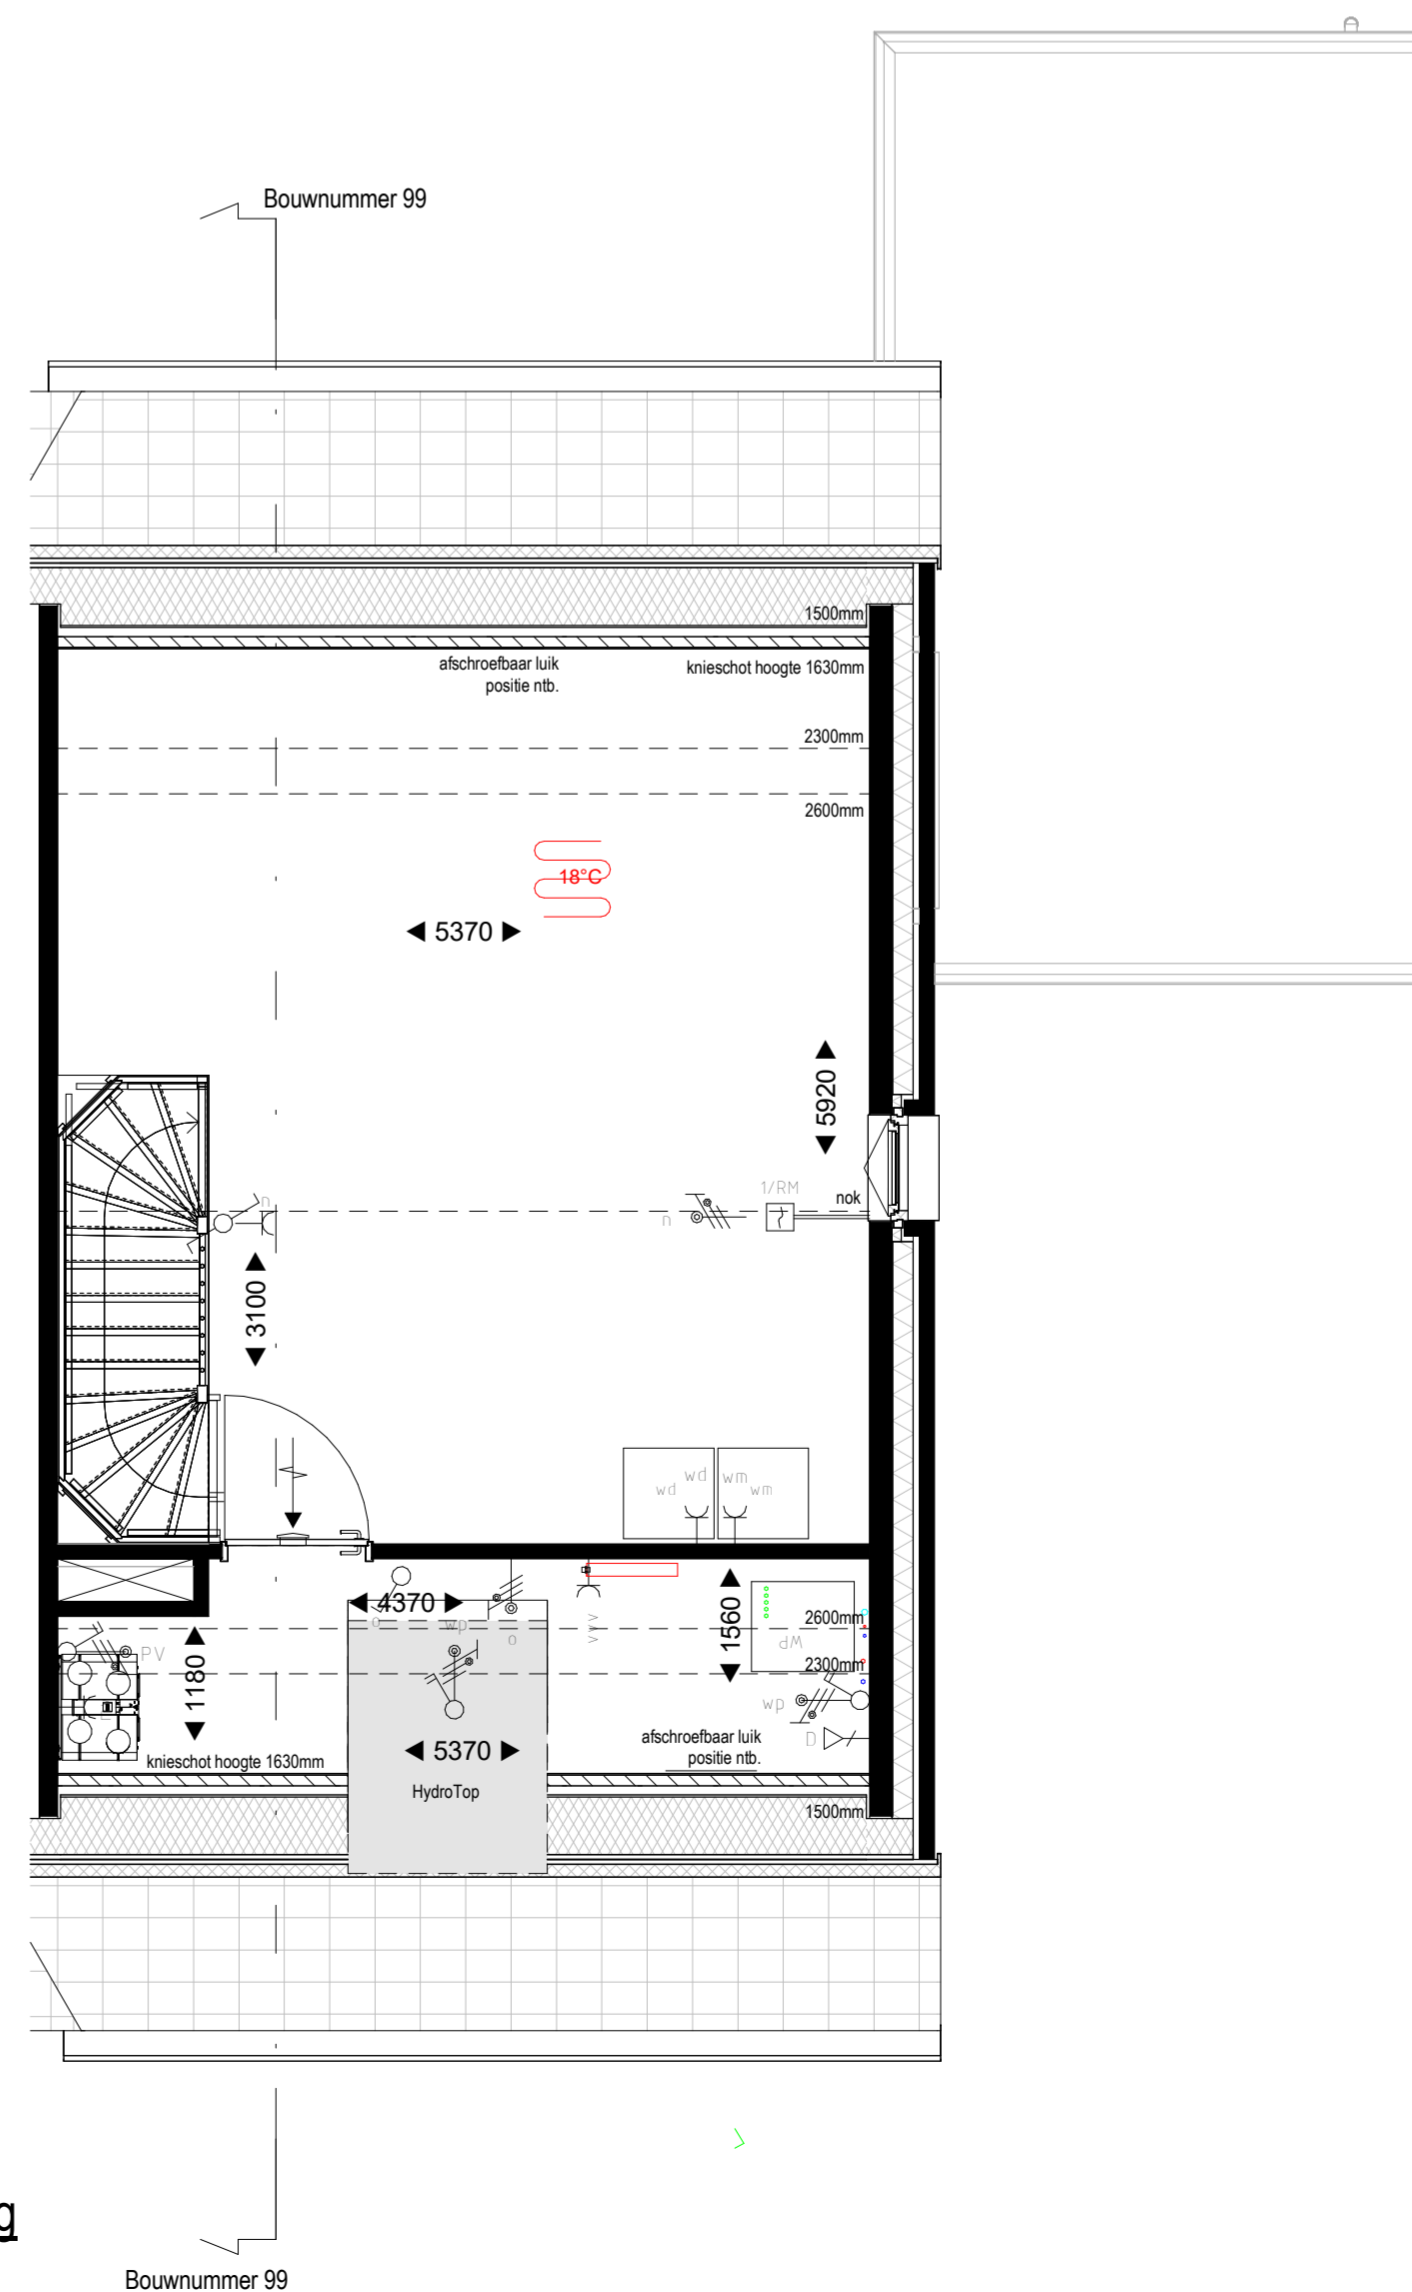 Bouwnummer 99
1500mm
afschroefbaar luik
positie ntb.
knieschot hoogte 1630mm
2300mm
2600mm
18°C
5370
5920
1/RM
nok
n
n
3100
wd
wd
wm
wm
4370
o
wp
o
1560
2600mm
WP
2300mm
PV
1180
wp
D
afschroefbaar luik
positie ntb.
5370
knieschot hoogte 1630mm
HydroTop
1500mm
g
Bouwnummer 99